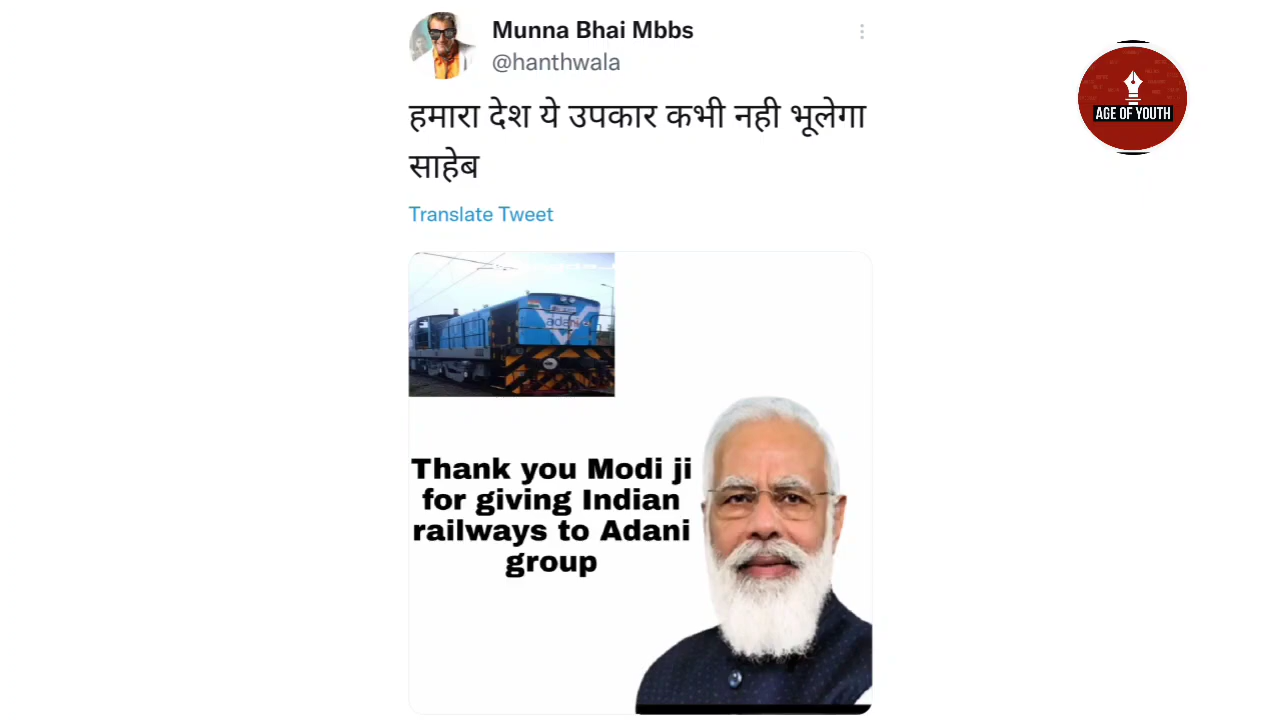 Munna Bhai Mbbs
@hanthwala
हमारा देश ये उपकार कभी नही भूलेगा
साहेब
Translate Tweet
adani
Thank you Modi ji
for giving Indian
railways to Adani
group
AGE OF YOUTH